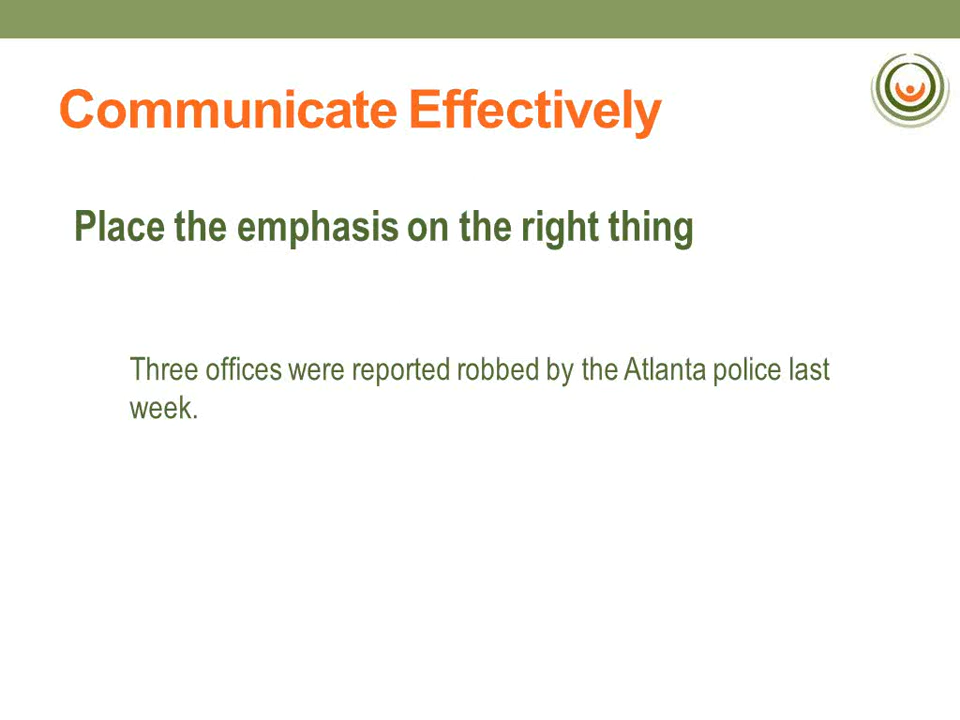 Communicate Effectively
Place the emphasis on the right thing
Three offices were reported robbed by the Atlanta police last
week.